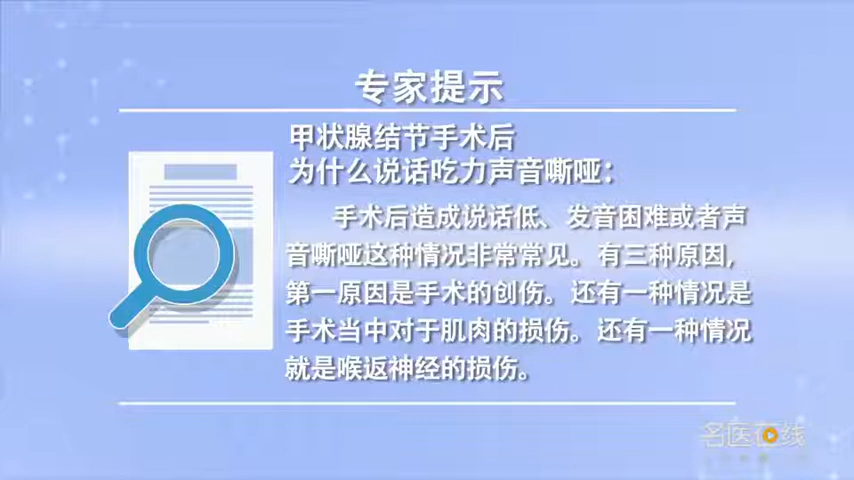 专家提示
甲状腺结节手术后
为什么说话吃力声音嘶哑：
手术后造成说话低、发音困难或者声
音嘶哑这种情况非常常见。有三种原因，
第一原因是手术的创伤。还有一种情况是
手术当中对于肌肉的损伤。还有一种情况
就是喉返神经的损伤。
名医在线